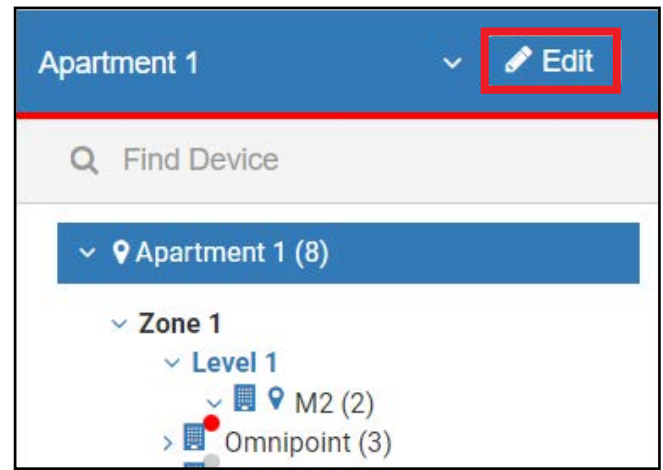 Apartment 1 Edit
Find Device
Apartment 1 (8)
Zone 1
Level 1
M2 (2)
Omnipoint (3)